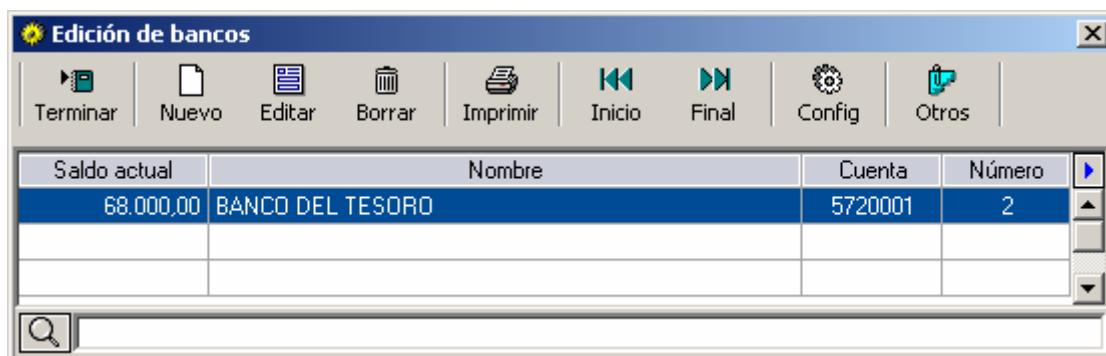 Edición de bancos
Terminar Nuevo Editar Borrar Imprimir Inicio Final Config Otros
Saldo actual Nombre Cuenta Número
68.000,00 BANCO DEL TESORO 5720001 2